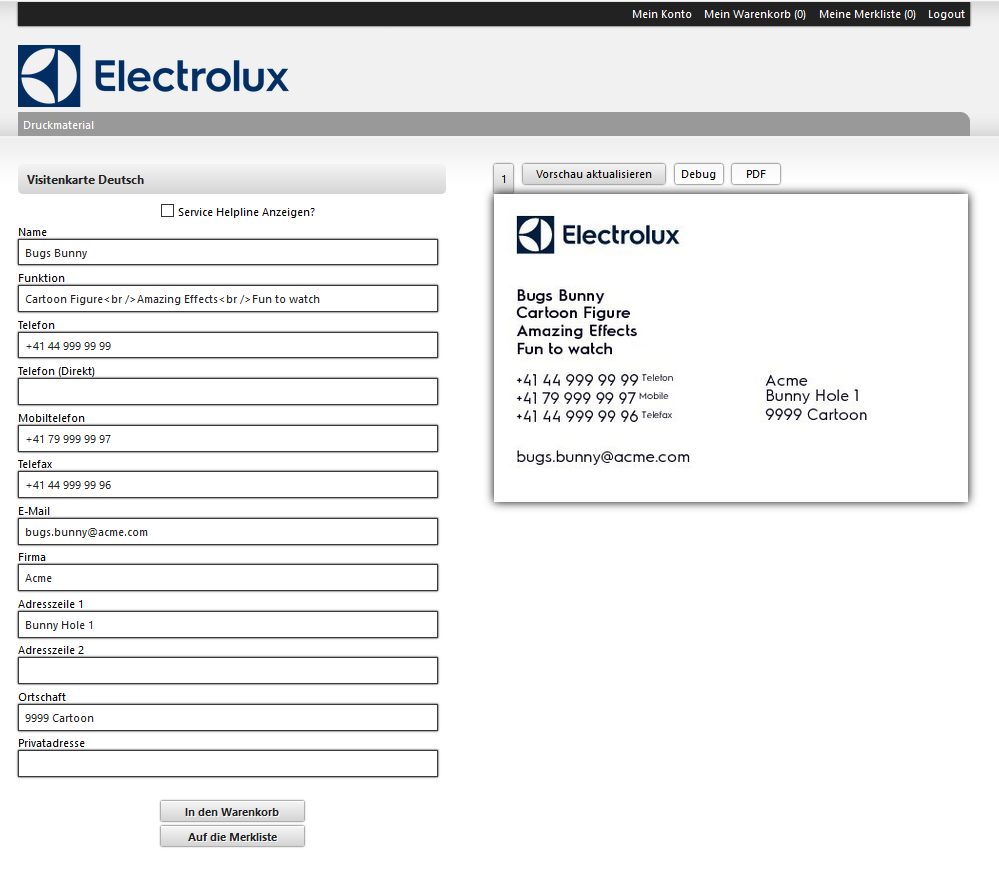 Mein Konto Mein Warenkorb (0) Meine Merkliste (0) Logout
Electrolux
Druckmaterial
Visitenkarte Deutsch
Service Helpline Anzeigen?
Name
Bugs Bunny
Funktion
Cartoon Figure<br />Amazing Effects<br />Fun to watch
Telefon
+41 44 999 99 99
Telefon (Direkt)
Mobiltelefon
+41 79 999 99 97
Telefax
+41 44 999 99 96
E-Mail
bugs.bunny@acme.com
Firma
Acme
Adresszeile 1
Bunny Hole 1
Adresszeile 2
Ortschaft
9999 Cartoon
Privatadresse
In den Warenkorb
Auf die Merkliste
1 Vorschau aktualisieren Debug PDF
Electrolux
Bugs Bunny
Cartoon Figure
Amazing Effects
Fun to watch
+41 44 999 99 99 Telefon
+41 79 999 99 97 Mobile
+41 44 999 99 96 Telefax
bugs.bunny@acme.com
Acme
Bunny Hole 1
9999 Cartoon